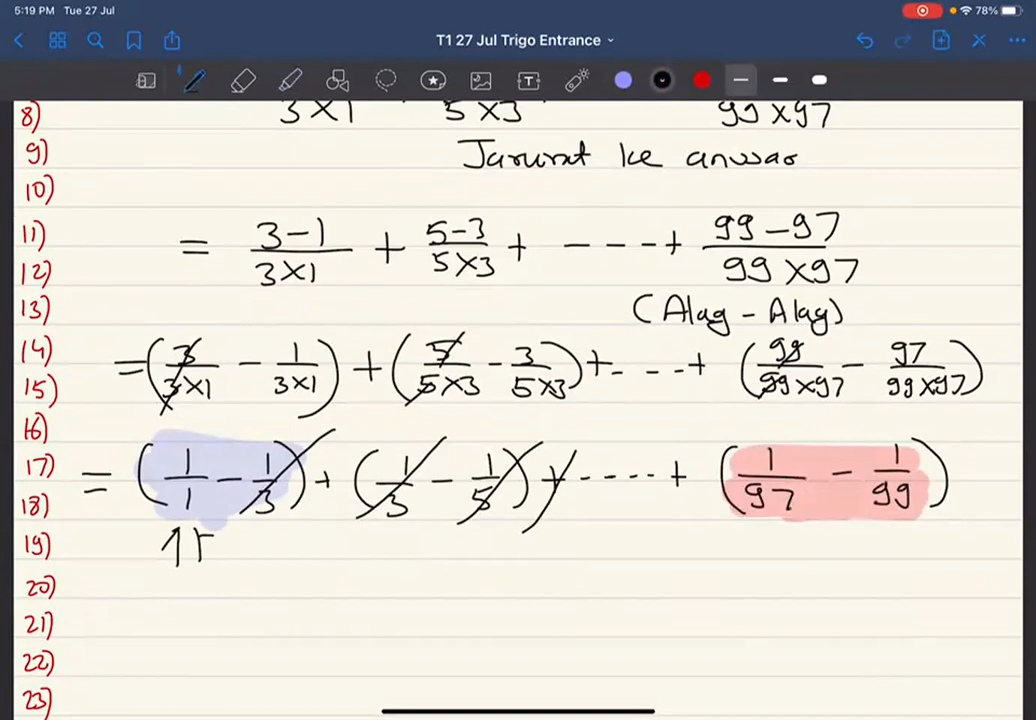 5:19 PM Tue 27 Jul 78%
T1 27 Jul Trigo Entrance
8) 3×1 5×3 99×97
9) Jarurat ke anusar
10)
11) = 3-1/3×1 + 5-3/5×3 + ---+ 99-97/99×97
12)
13) (Alag - Alag)
14) =(3/3×1 - 1/3×1) + (5/5×3 - 3/5×3)+- - -+ (99/99×97 - 97/99×97)
15)
16)
17) = (1/1 - 1/3) + (1/3 - 1/5) + ----- + (1/97 - 1/99)
18)
19)
20)
21)
22)
23)